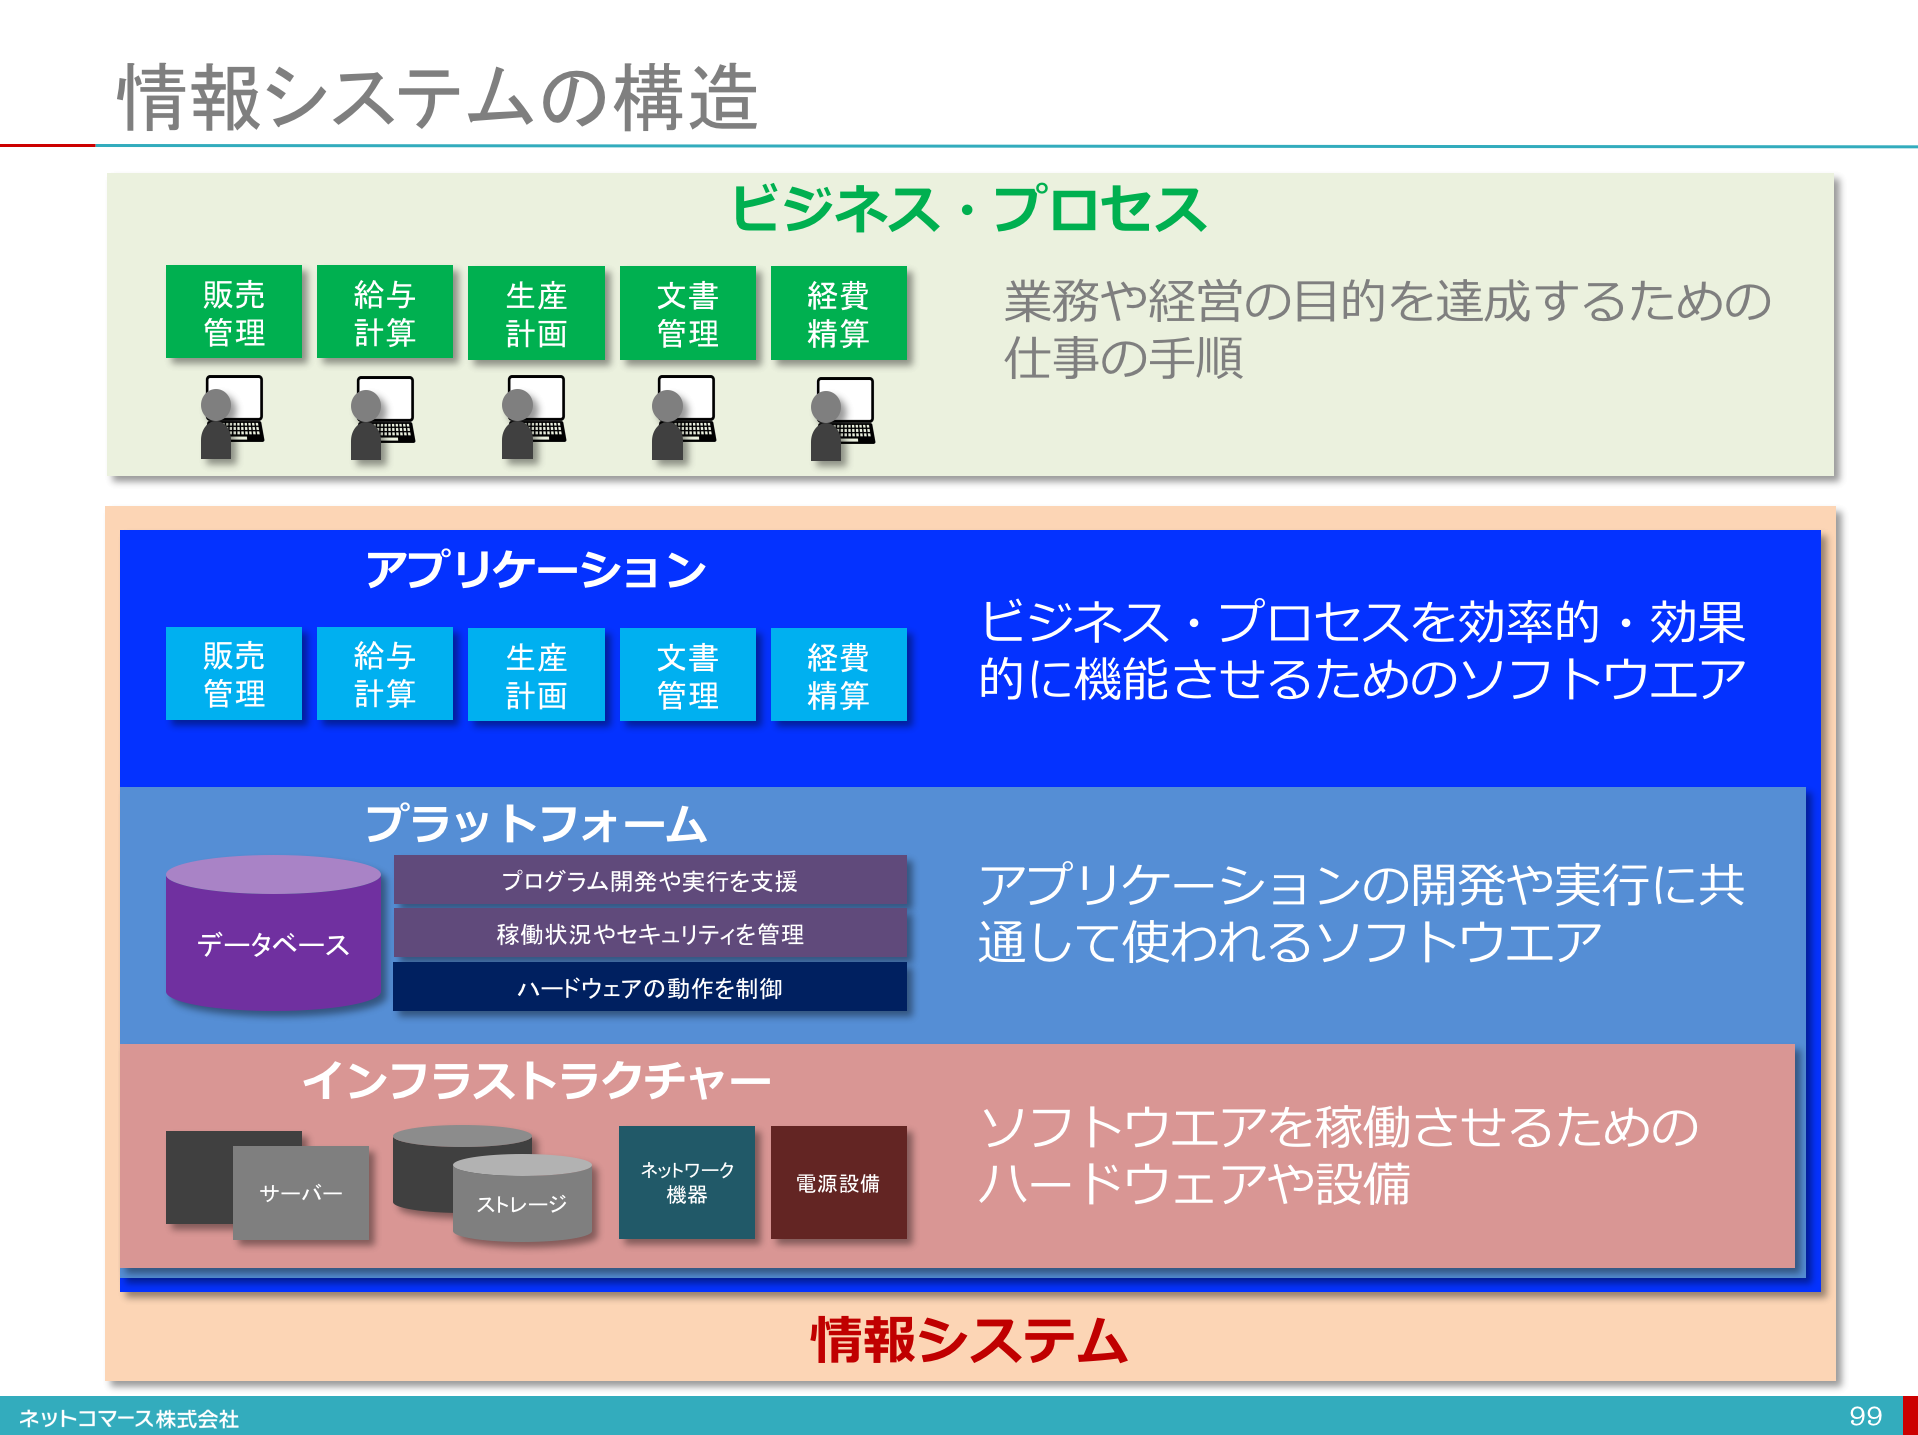 情報システムの構造
ビジネス・プロセス
販売
管理
給与
計算
生産
計画
文書
管理
経費
精算
業務や経営の目的を達成するための
仕事の手順
アプリケーション
販売
管理
給与
計算
生産
計画
文書
管理
経費
精算
ビジネス・プロセスを効率的・効果
的に機能させるためのソフトウエア
プラットフォーム
データベース
プログラム開発や実行を支援
稼働状況やセキュリティを管理
ハードウェアの動作を制御
アプリケーションの開発や実行に共
通して使われるソフトウエア
インフラストラクチャー
サーバー
ストレージ
ネットワーク
機器
電源設備
ソフトウエアを稼働させるための
ハードウェアや設備
情報システム
ネットコマース株式会社
99